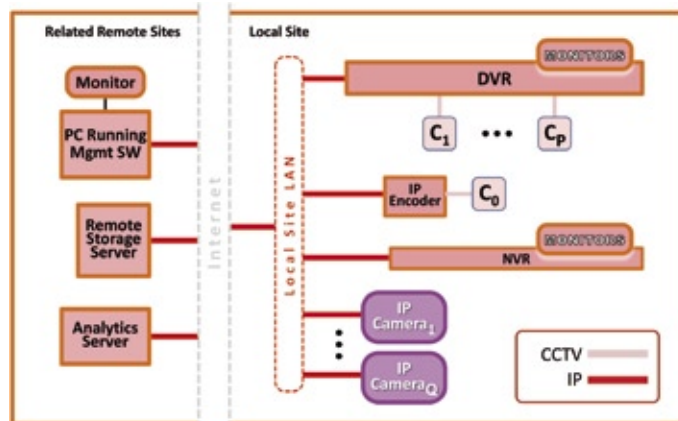 Related Remote Sites
Monitor
PC Running
Mgmt SW
Remote
Storage
Server
Analytics
Server
Internet
Local Site
Local Site LAN
MONITORS
DVR
C1
CP
IP
Encoder
C0
MONITORS
NVR
IP
Camera1
IP
CameraQ
CCTV
IP